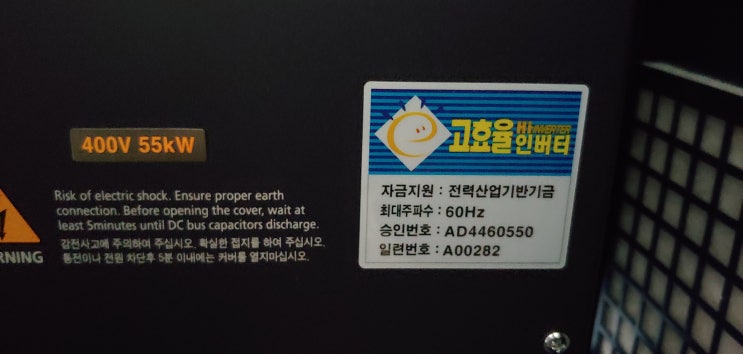 400V 55kW
Risk of electric shock. Ensure proper earth
connection. Before opening the cover, wait at
least 5minutes until DC bus capacitors discharge.
감전사고에 주의하여 주십시오. 확실한 접지를 하여 주십시오.
통전이나 전원 차단후 5분 이내에는 커버를 열지마십시오.
RNING
고효율
Hi INVERTER
인버터
자금지원 : 전력산업기반기금
최대주파수 : 60Hz
승인번호 : AD4460550
일련번호 : A00282